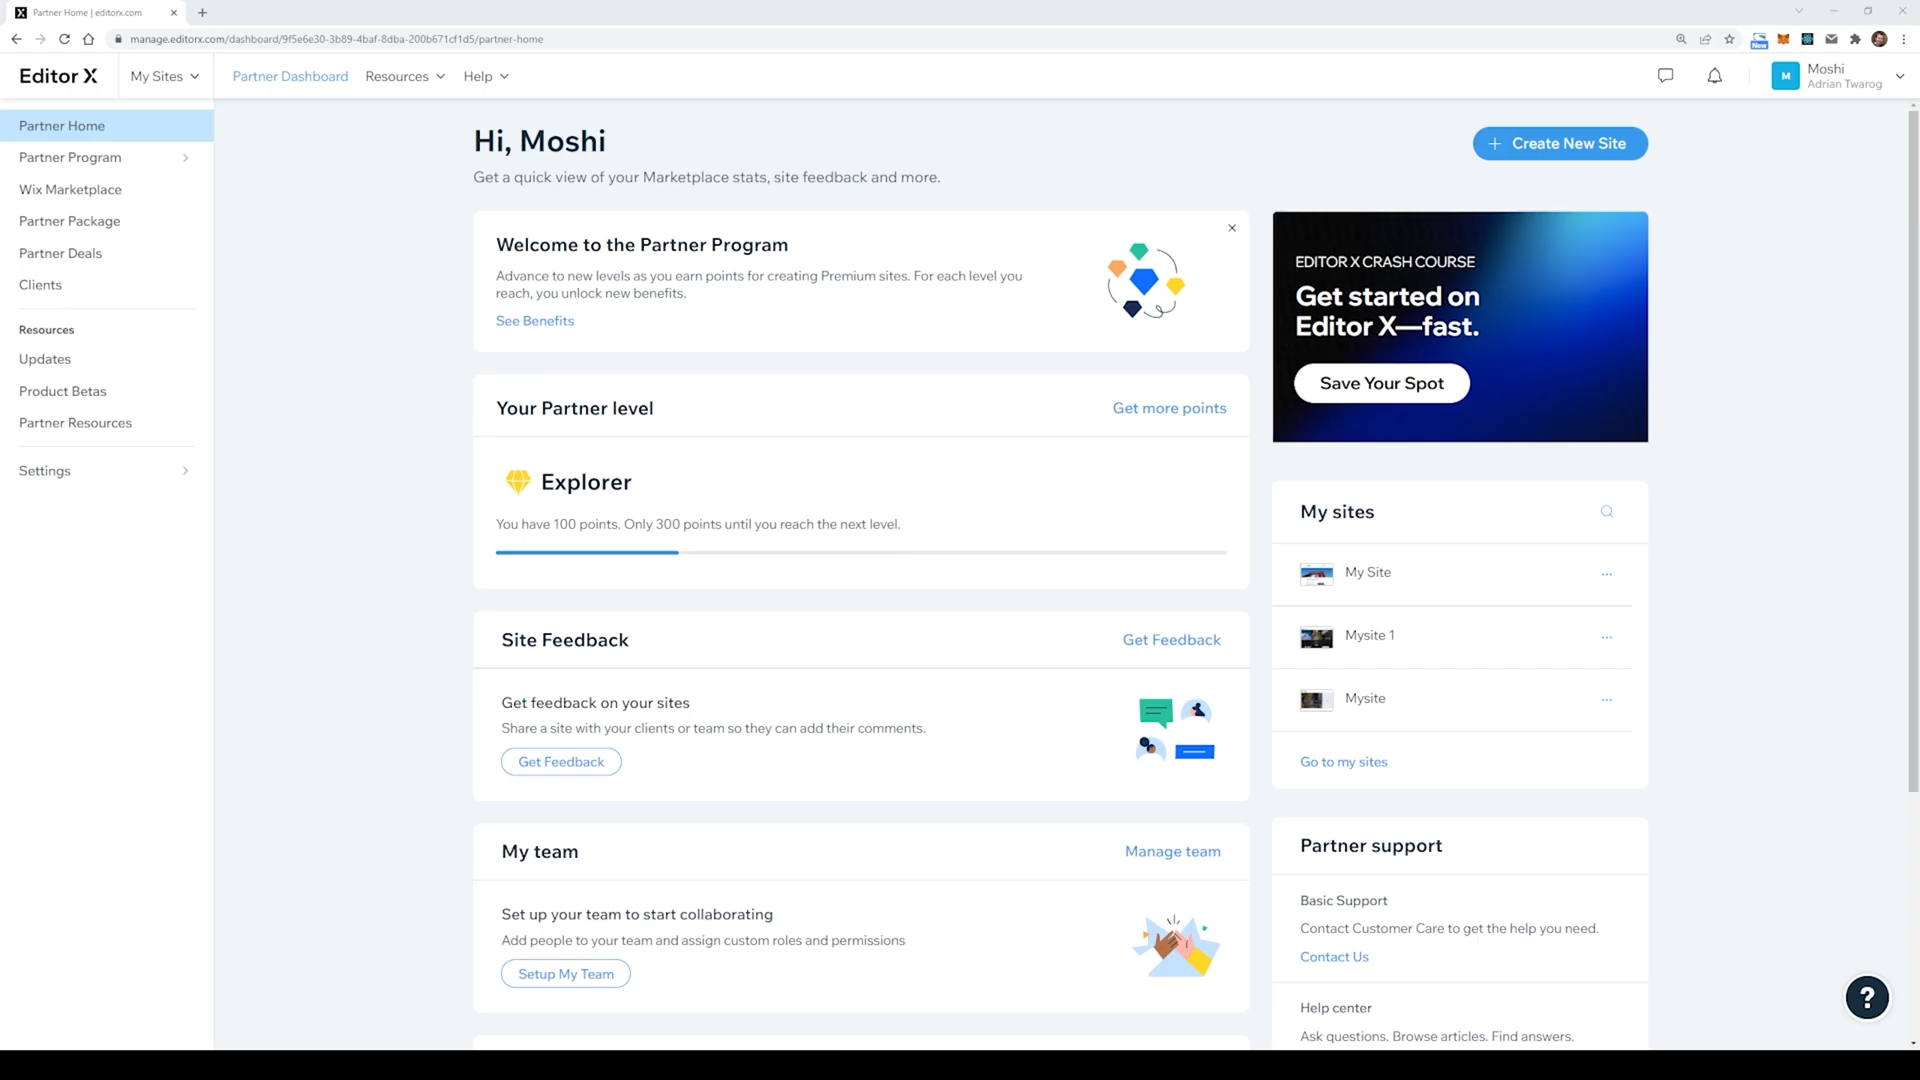 Partner Home | editorx.com
manage.editorx.com/dashboard/9f5e6e30-3b89-4baf-8dba-200b671cf1d5/partner-home
New
Editor X
My Sites
Partner Dashboard
Resources
Help
M
Moshi
Adrian Twarog
Partner Home
Partner Program
Wix Marketplace
Partner Package
Partner Deals
Clients
Resources
Updates
Product Betas
Partner Resources
Settings
Hi, Moshi
Get a quick view of your Marketplace stats, site feedback and more.
+ Create New Site
Welcome to the Partner Program
Advance to new levels as you earn points for creating Premium sites. For each level you
reach, you unlock new benefits.
See Benefits
Your Partner level
Get more points
Explorer
You have 100 points. Only 300 points until you reach the next level.
Site Feedback
Get Feedback
Get feedback on your sites
Share a site with your clients or team so they can add their comments.
Get Feedback
My team
Manage team
Set up your team to start collaborating
Add people to your team and assign custom roles and permissions
Setup My Team
EDITOR X CRASH COURSE
Get started on
Editor X—fast.
Save Your Spot
My sites
My Site
Mysite 1
Mysite
Go to my sites
Partner support
Basic Support
Contact Customer Care to get the help you need.
Contact Us
Help center
Ask questions. Browse articles. Find answers.
?